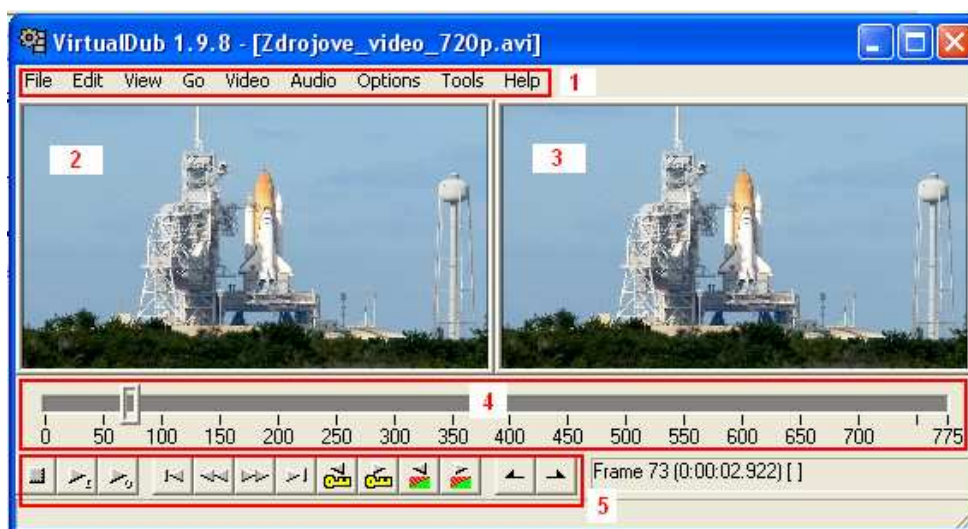 VirtualDub 1.9.8 - [Zdrojove_video_720p.avi]
File Edit View Go Video Audio Options Tools Help 1
2 3
4
0 50 100 150 200 250 300 350 400 450 500 550 600 650 700 775
Frame 73 (0:00:02.922) [ ]
5